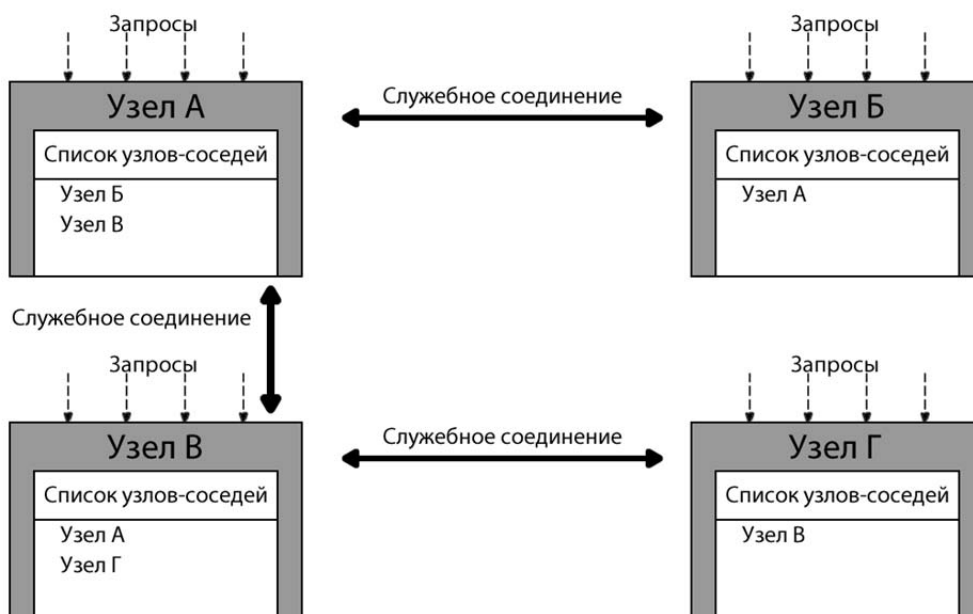 Запросы
Запросы
Узел А
Служебное соединение
Узел Б
Список узлов-соседей
Список узлов-соседей
Узел Б
Узел В
Узел А
Служебное соединение
Запросы
Запросы
Узел В
Служебное соединение
Узел Г
Список узлов-соседей
Список узлов-соседей
Узел А
Узел Г
Узел В